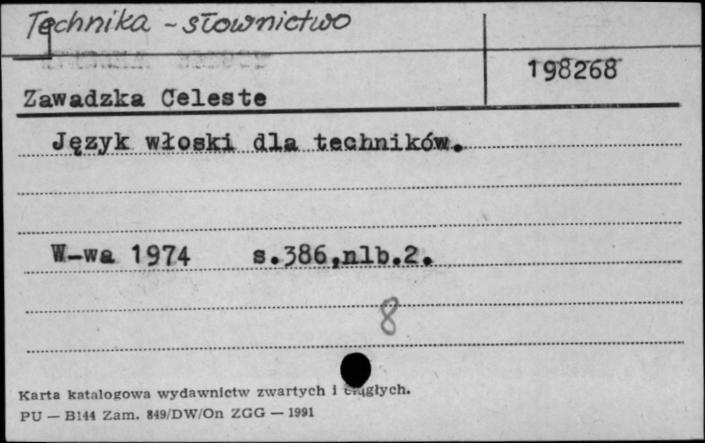 Technika - słownictwo
198268
Zawadzka Celeste
Język włoski dla techników.
W-wa 1974 s.386,nlb.2.
8
Karta katalogowa wydawnictw zwartych i ciągłych.
PU — B144 Zam. 849/DW/On ZGG — 1991